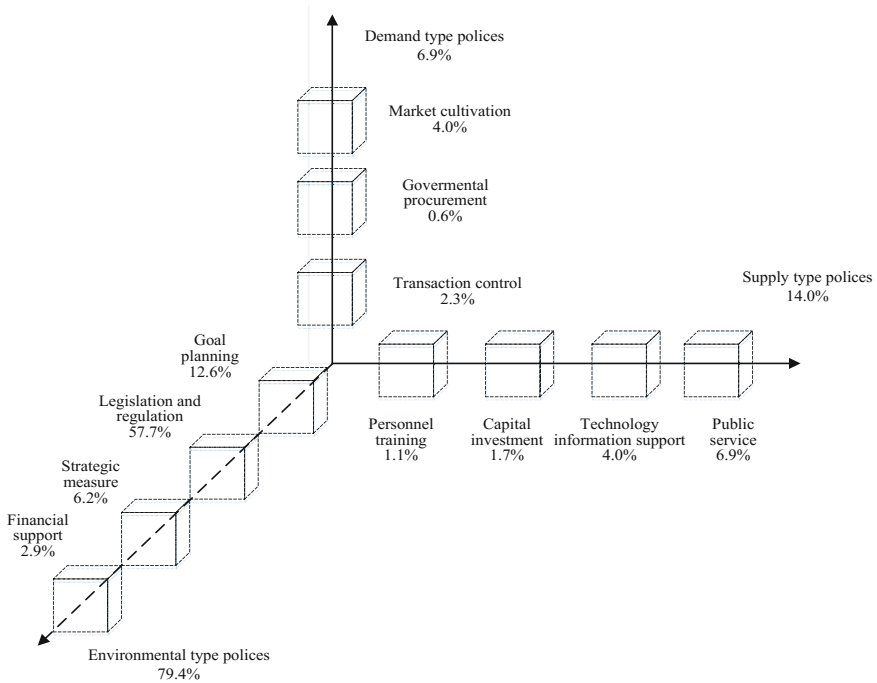 Demand type polices
6.9%
Market cultivation
4.0%
Govermental
procurement
0.6%
Transaction control
2.3%
Supply type polices
14.0%
Goal
planning
12.6%
Legislation and
regulation
57.7%
Strategic
measure
6.2%
Financial
support
2.9%
Personnel
training
1.1%
Capital
investment
1.7%
Technology
information support
4.0%
Public
service
6.9%
Environmental type polices
79.4%